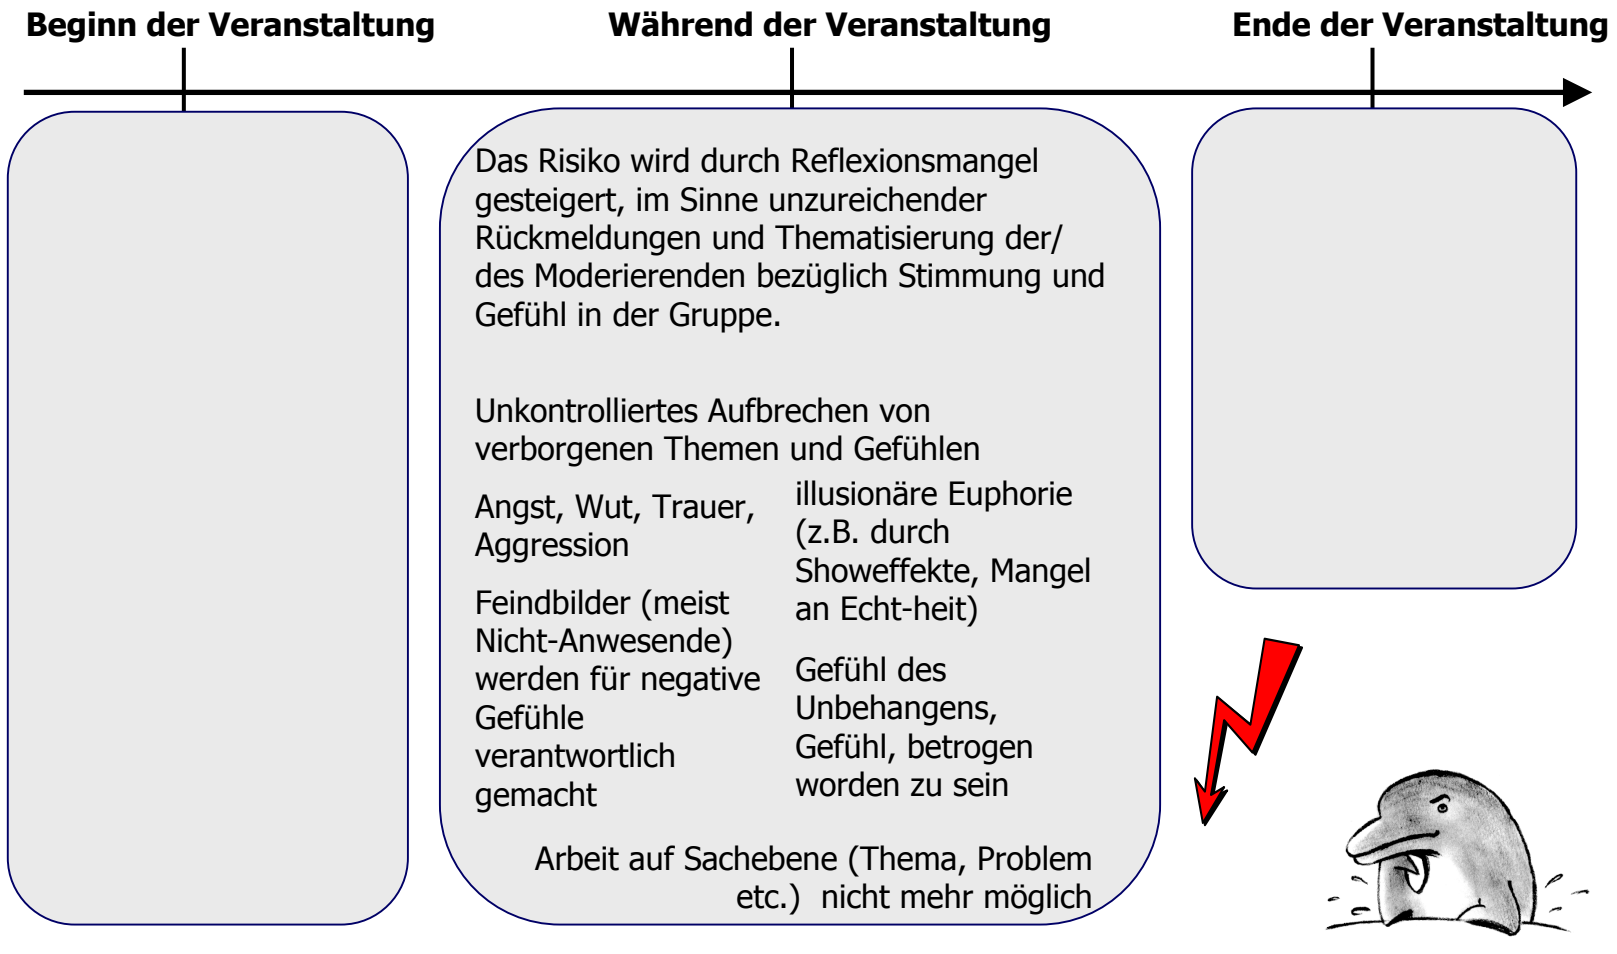 Beginn der Veranstaltung
Während der Veranstaltung
Ende der Veranstaltung
Das Risiko wird durch Reflexionsmangel
gesteigert, im Sinne unzureichender
Rückmeldungen und Thematisierung der/
des Moderierenden bezüglich Stimmung und
Gefühl in der Gruppe.
Unkontrolliertes Aufbrechen von
verborgenen Themen und Gefühlen
Angst, Wut, Trauer,
Aggression
Feindbilder (meist
Nicht-Anwesende)
werden für negative
Gefühle
verantwortlich
gemacht
illusionäre Euphorie
(z.B. durch
Showeffekte, Mangel
an Echt-heit)
Gefühl des
Unbehangens,
Gefühl, betrogen
worden zu sein
Arbeit auf Sachebene (Thema, Problem
etc.) nicht mehr möglich